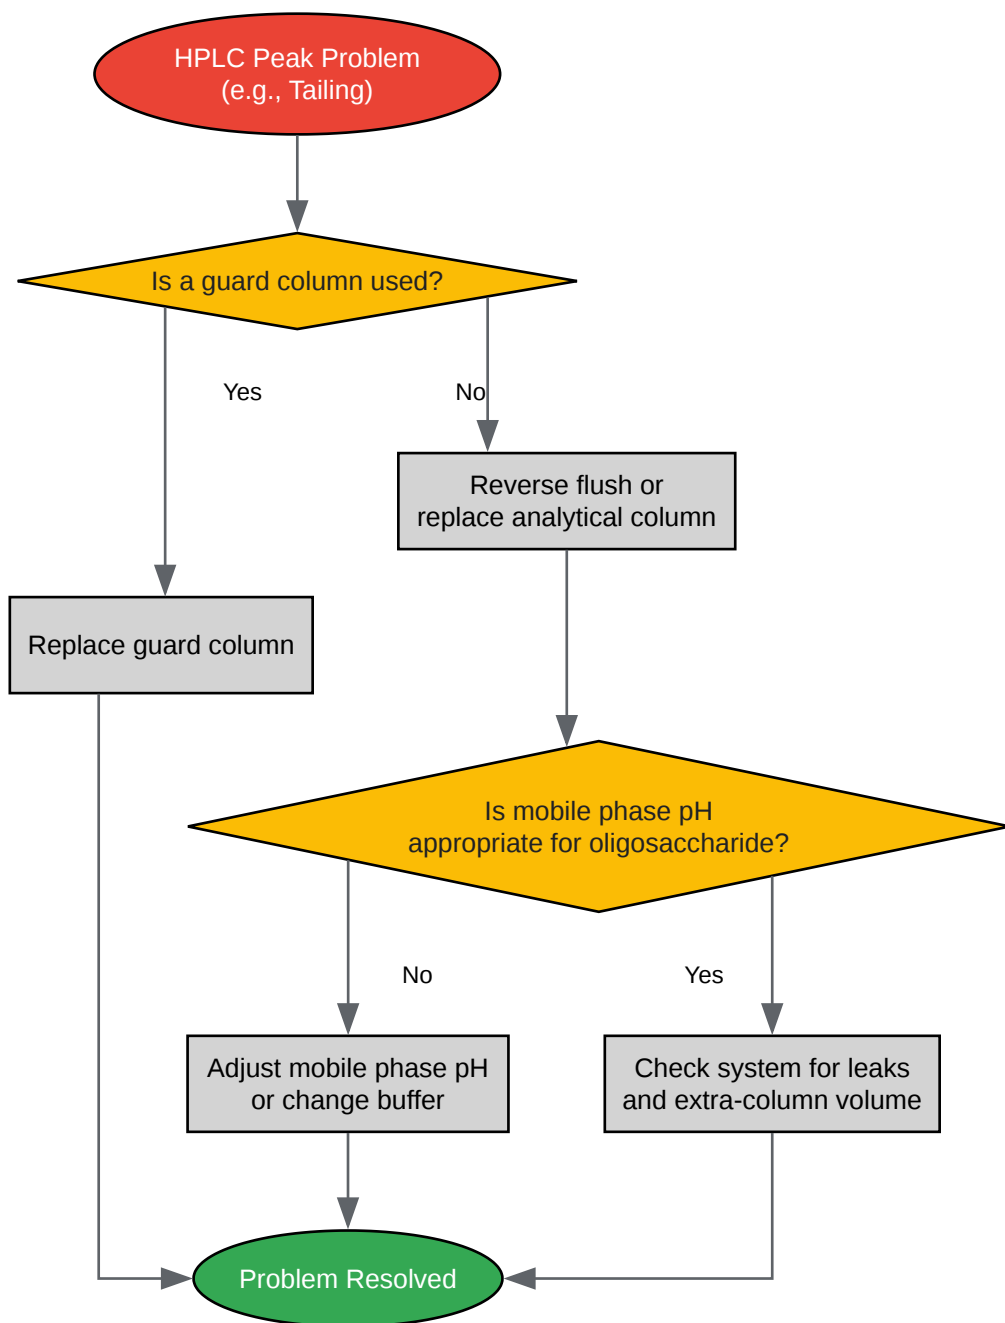 HPLC Peak Problem
(e.g., Tailing)
Is a guard column used?
Yes
No
Reverse flush or
replace analytical column
Replace guard column
Is mobile phase pH
appropriate for oligosaccharide?
No
Yes
Adjust mobile phase pH
or change buffer
Check system for leaks
and extra-column volume
Problem Resolved